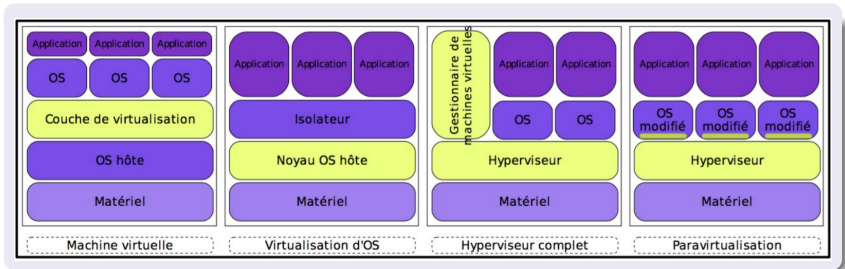 Application Application Application
OS OS OS
Couche de virtualisation
OS hôte
Matériel
Machine virtuelle
Application Application Application
Isolateur
Noyau OS hôte
Matériel
Virtualisation d'OS
Gestionnaire de
machines virtuelles
Application Application
OS OS
Hyperviseur
Matériel
Hyperviseur complet
Application Application Application
OS OS OS
modifié modifié modifié
Hyperviseur
Matériel
Paravirtualisation